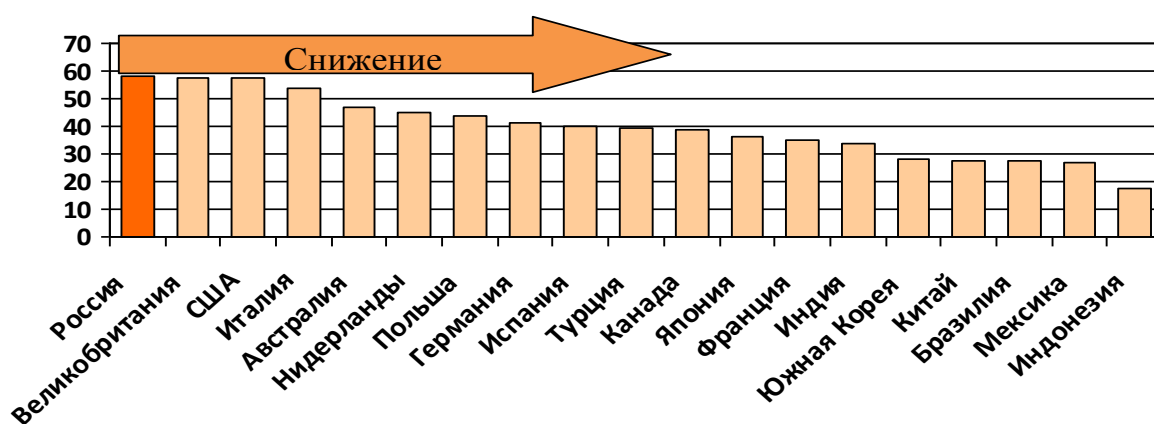 70
Снижение
60
50
40
30
20
10
0
Россия
Великобритания
США
Италия
Австралия
Нидерланды
Польша
Германия
Испания
Турция
Канада
Япония
Франция
Индия
Южная Корея
Китай
Бразилия
Мексика
Индонезия